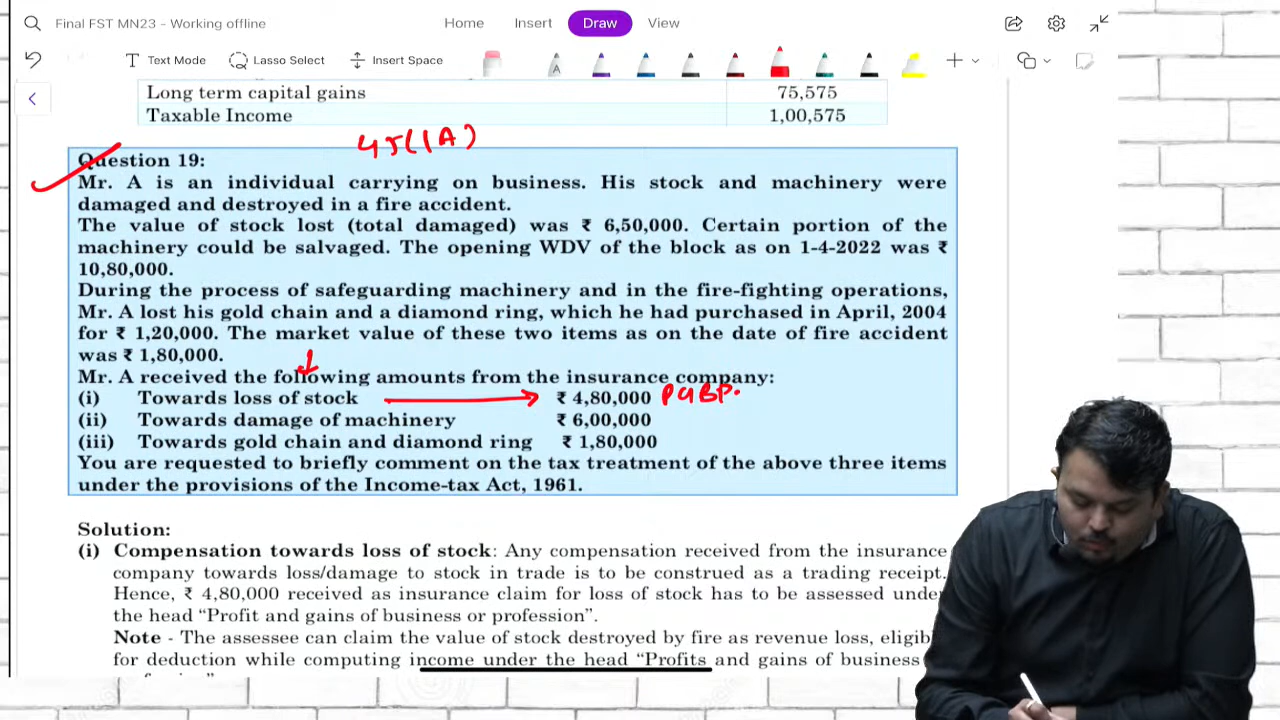 Final FST MN23 - Working offline
Home Insert Draw View
Text Mode Lasso Select Insert Space
Long term capital gains 75,575
Taxable Income 1,00,575
45(1A)
Question 19:
Mr. A is an individual carrying on business. His stock and machinery were
damaged and destroyed in a fire accident.
The value of stock lost (total damaged) was ₹ 6,50,000. Certain portion of the
machinery could be salvaged. The opening WDV of the block as on 1-4-2022 was ₹
10,80,000.
During the process of safeguarding machinery and in the fire-fighting operations,
Mr. A lost his gold chain and a diamond ring, which he had purchased in April, 2004
for ₹ 1,20,000. The market value of these two items as on the date of fire accident
was ₹ 1,80,000.
Mr. A received the following amounts from the insurance company:
(i) Towards loss of stock ₹ 4,80,000 PGBP.
(ii) Towards damage of machinery ₹ 6,00,000
(iii) Towards gold chain and diamond ring ₹ 1,80,000
You are requested to briefly comment on the tax treatment of the above three items
under the provisions of the Income-tax Act, 1961.
Solution:
(i) Compensation towards loss of stock: Any compensation received from the insurance
company towards loss/damage to stock in trade is to be construed as a trading receipt.
Hence, ₹ 4,80,000 received as insurance claim for loss of stock has to be assessed under
the head “Profit and gains of business or profession”.
Note - The assessee can claim the value of stock destroyed by fire as revenue loss, eligib
for deduction while computing income under the head “Profits and gains of business